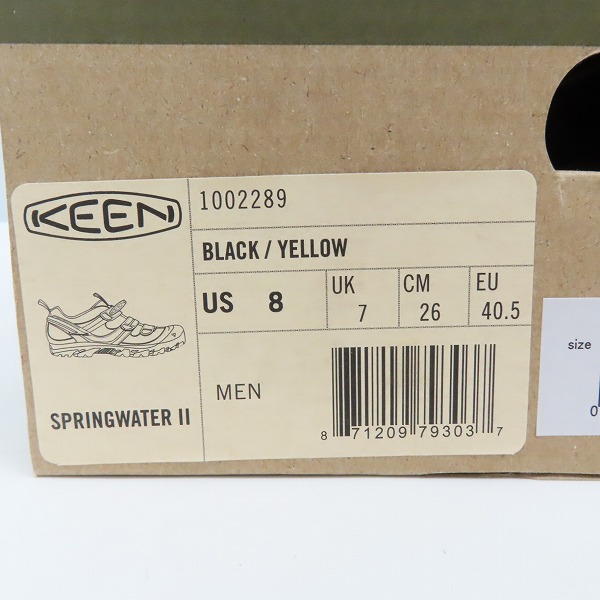 KEEN
1002289
BLACK / YELLOW
US 8
UK 7
CM 26
EU 40.5
MEN
SPRINGWATER II
8 71209 79303 7
size
0